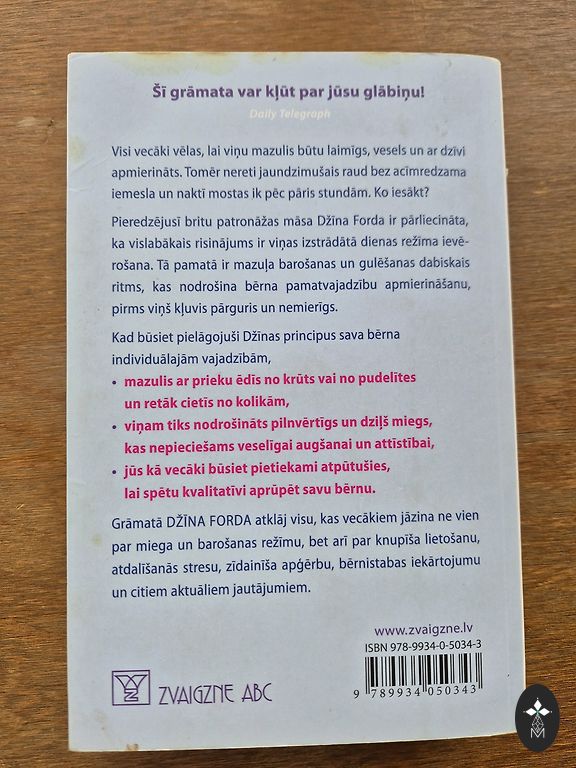 Šī grāmata var kļūt par jūsu glābiņu!
Daily Telegraph
Visi vecāki vēlas, lai viņu mazulis būtu laimīgs, vesels un ar dzīvi
apmierināts. Tomēr nereti jaundzimušais raud bez acīmredzama
iemesla un naktī mostas ik pēc pāris stundām. Ko iesākt?
Pieredzējusī britu patronāžas māsa Džīna Forda ir pārliecināta,
ka vislabākais risinājums ir viņas izstrādātā dienas režīma ievē-
rošana. Tā pamatā ir mazuļa barošanas un gulēšanas dabiskais
ritms, kas nodrošina bērna pamatvajadzību apmierināšanu,
pirms viņš kļuvis pārguris un nemierīgs.
Kad būsiet pielāgojuši Džīnas principus sava bērna
individuālajām vajadzībām,
• mazulis ar prieku ēdīs no krūts vai no pudelītes
un retāk cietīs no kolikām,
• viņam tiks nodrošināts pilnvērtīgs un dziļš miegs,
kas nepieciešams veselīgai augšanai un attīstībai,
• jūs kā vecāki būsiet pietiekami atpūtušies,
lai spētu kvalitatīvi aprūpēt savu bērnu.
Grāmatā DŽĪNA FORDA atklāj visu, kas vecākiem jāzina ne vien
par miega un barošanas režīmu, bet arī par knupīša lietošanu,
atdalīšanās stresu, zīdainīša apģērbu, bērnistabas iekārtojumu
un citiem aktuāliem jautājumiem.
www.zvaigzne.lv
ISBN 978-9934-0-5034-3
9 789934 050343
ZVAIGZNE ABC